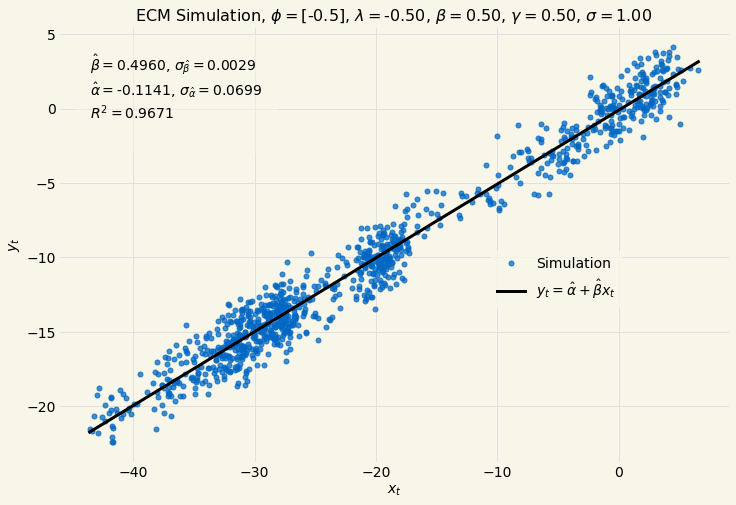 ECM Simulation, ϕ = [-0.5], λ = -0.50, β = 0.50, γ = 0.50, σ = 1.00
β̂ = 0.4960, σ_β̂ = 0.0029
α̂ = -0.1141, σ_α̂ = 0.0699
R² = 0.9671
5
0
−5
−10
−15
−20
y_t
Simulation
y_t = α̂ + β̂x_t
−40 −30 −20 −10 0
x_t